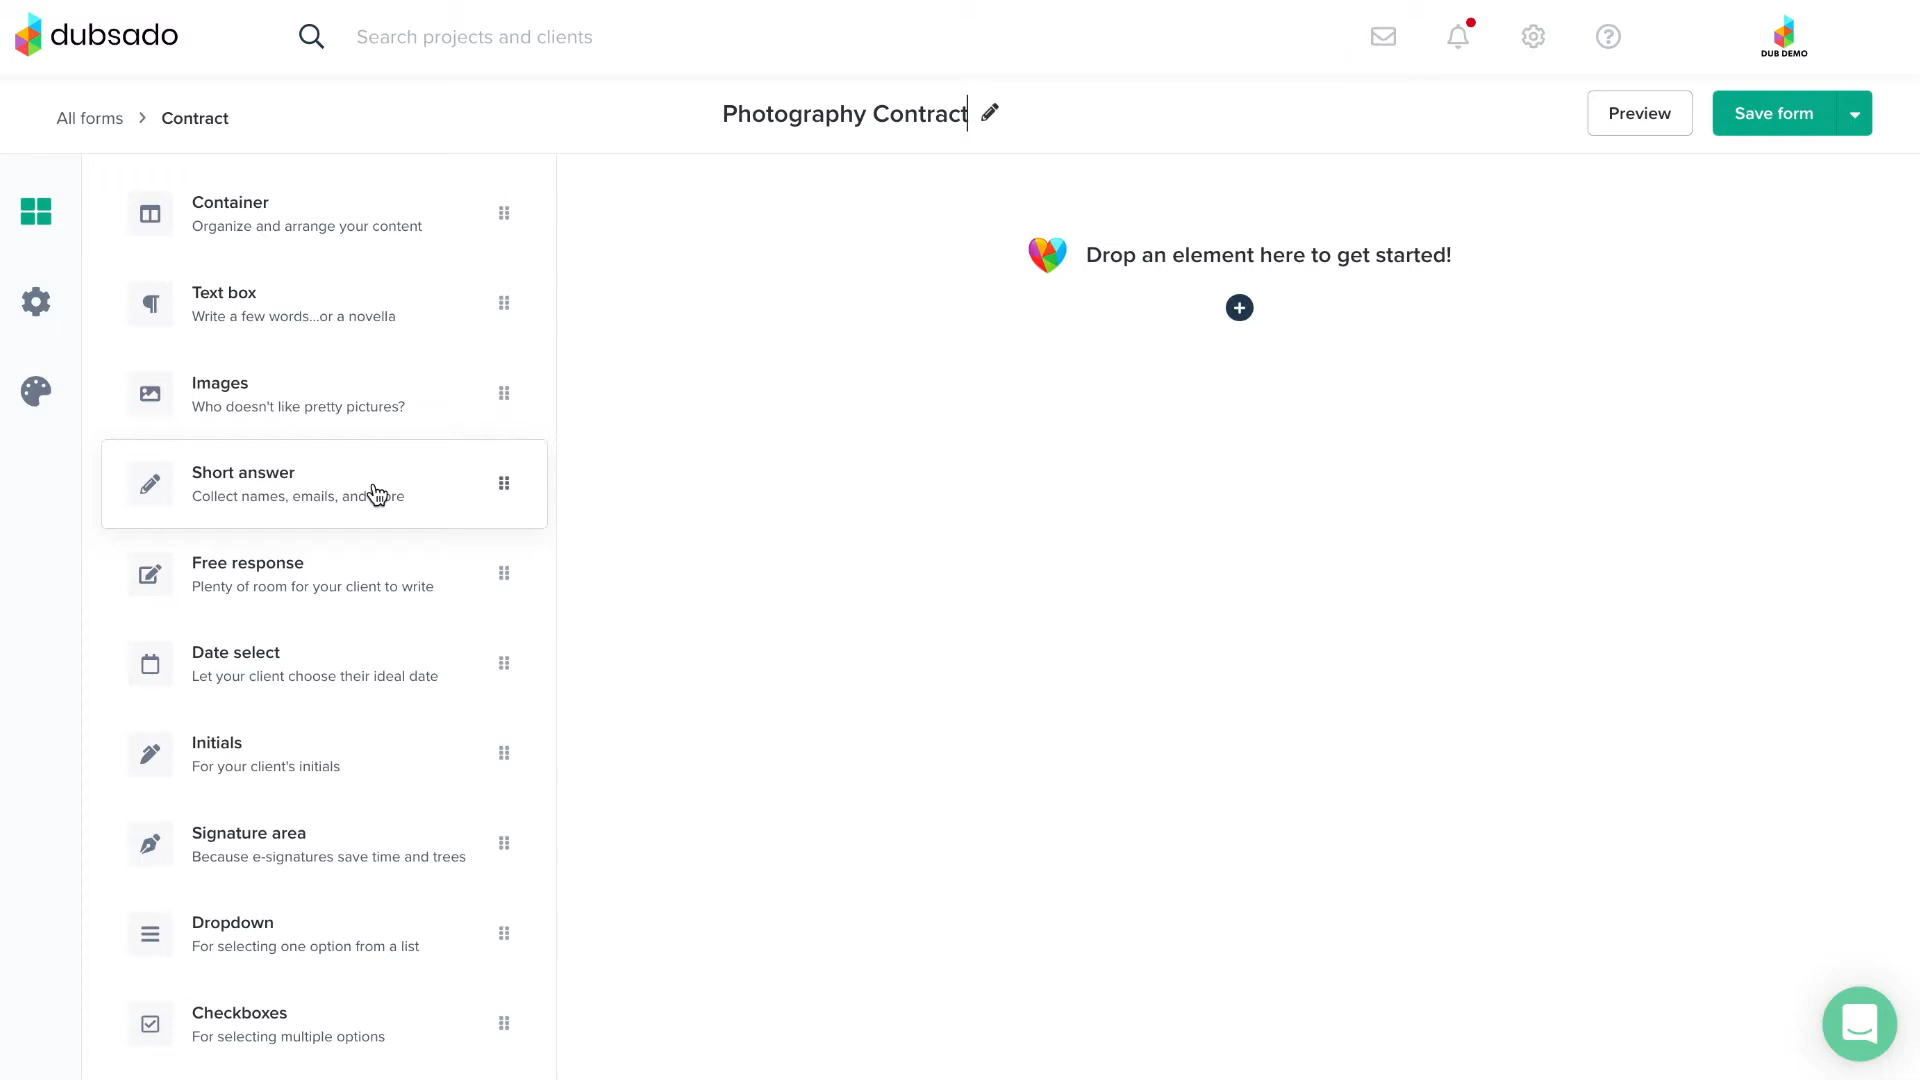 dubsado
Search projects and clients
DUB DEMO
All forms
Contract
Photography Contract
Preview
Save form
Container
Organize and arrange your content
Text box
Write a few words...or a novella
Images
Who doesn't like pretty pictures?
Short answer
Collect names, emails, and
Free response
Plenty of room for your client to write
Date select
Let your client choose their ideal date
Initials
For your client's initials
Signature area
Because e-signatures save time and trees
Dropdown
For selecting one option from a list
Checkboxes
For selecting multiple options
Drop an element here to get started!